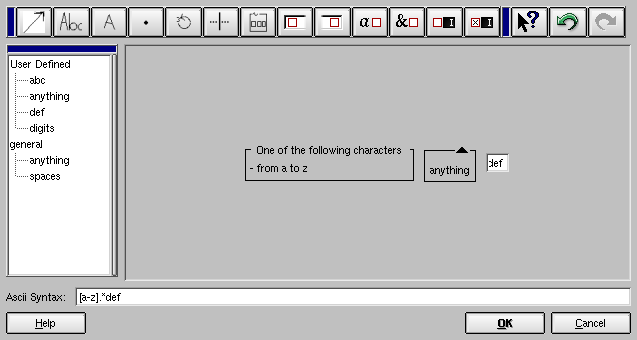 Abc A a & ?
User Defined
abc
anything
def
digits
general
anything
spaces
One of the following characters
- from a to z
anything
def
Ascii Syntax: [a-z].*def
Help OK Cancel